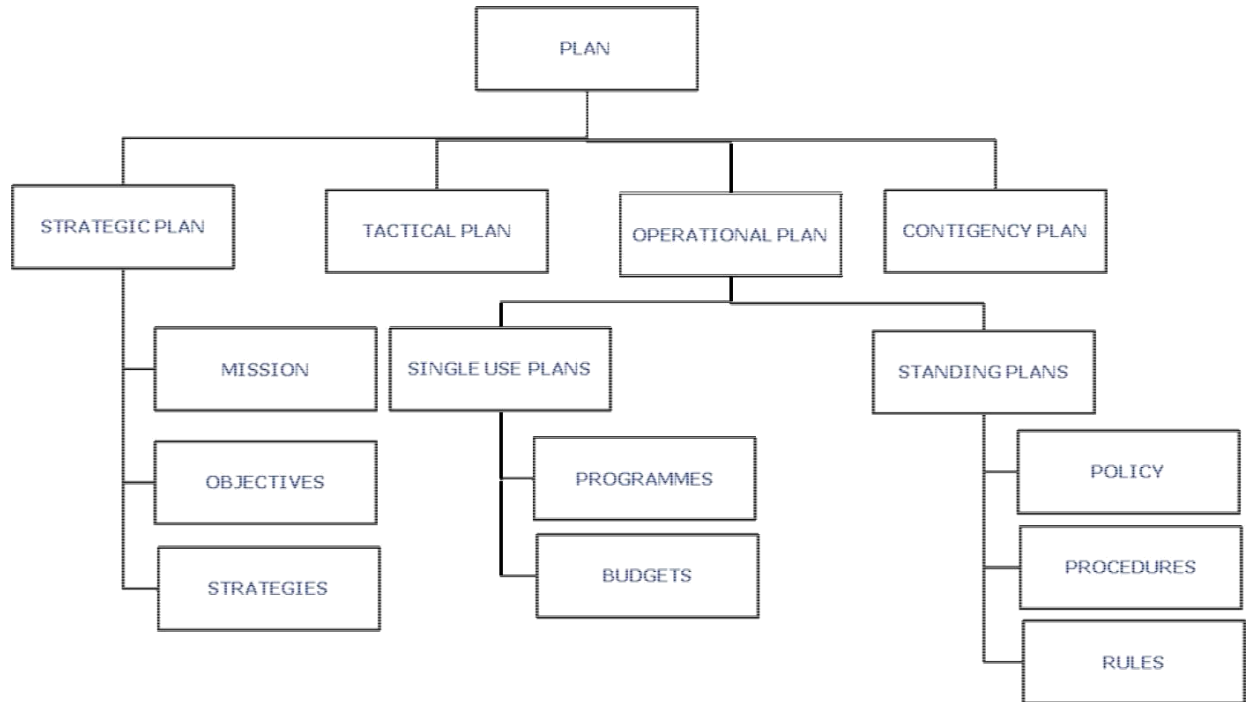 PLAN
STRATEGIC PLAN
TACTICAL PLAN
OPERATIONAL PLAN
CONTIGENCY PLAN
MISSION
SINGLE USE PLANS
STANDING PLANS
OBJECTIVES
PROGRAMMES
POLICY
STRATEGIES
BUDGETS
PROCEDURES
RULES